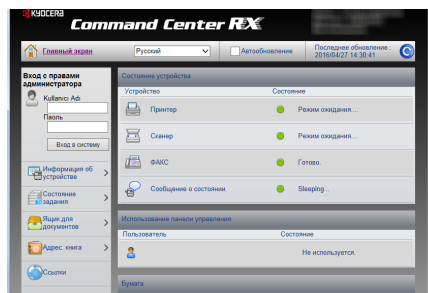 KYOCERA
Command Center RX
Главный экран
Русский
Автообновление
Последнее обновление :
2016/04/27 14:30:41
Вход с правами
администратора
Kullanıcı Adı
Пароль
Вход в систему
Информация об
устройстве
Состояние
задания
Ящик для
документов
Адрес. книга
Ссылки
Состояние устройства
Устройство Состояние
Принтер Режим ожидания...
Сканер Режим ожидания...
ФАКС Готово.
Сообщение о состоянии Sleeping...
Использование панели управления
Пользователь Состояние
Не используется.
Бумага